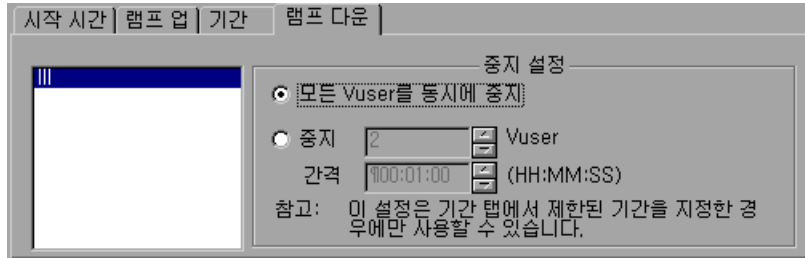 시작 시간 램프 업 기간 램프 다운
lll
중지 설정
모든 Vuser를 동시에 중지
중지 2 Vuser
간격 ¶00:01:00 (HH:MM:SS)
참고: 이 설정은 기간 탭에서 제한된 기간을 지정한 경
우에만 사용할 수 있습니다.